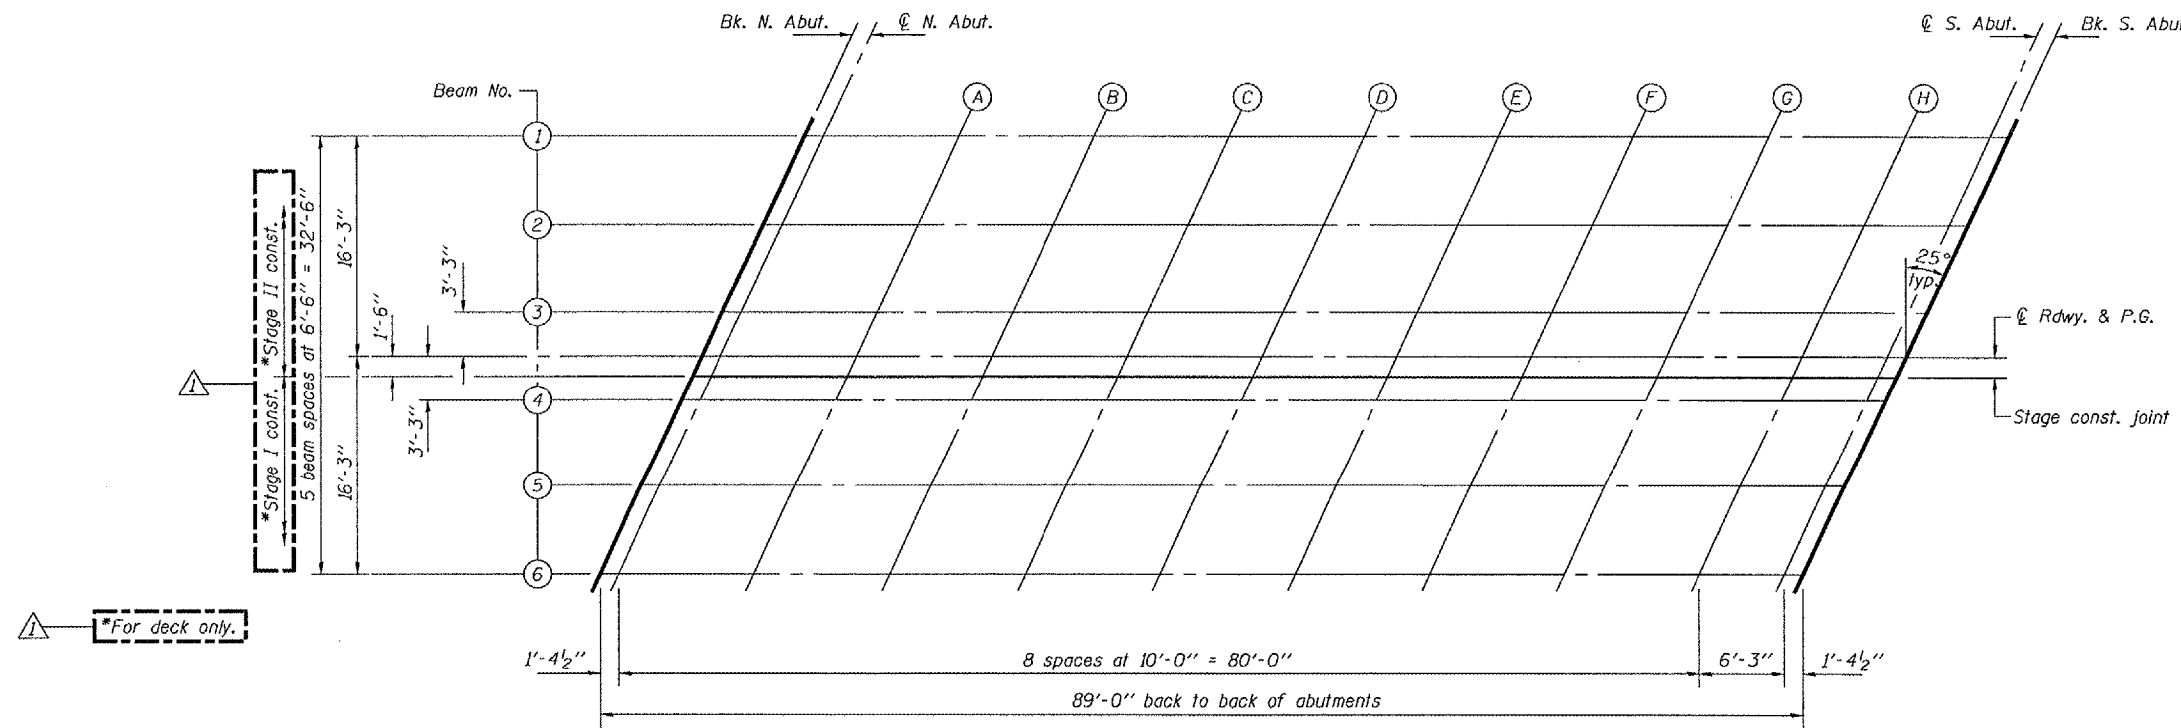 Bk. N. Abut.
℄ N. Abut.
℄ S. Abut.
Bk. S. Abut
Beam No.
A
B
C
D
E
F
G
H
1
2
3
4
5
6
*Stage I const.
*Stage II const.
5 beam spaces at 6'-6" = 32'-6"
16'-3"
16'-3"
1'-6"
3'-3"
3'-3"
1
25°
typ.
℄ Rdwy. & P.G.
Stage const. joint
1
*For deck only.
1'-4½"
8 spaces at 10'-0" = 80'-0"
6'-3"
1'-4½"
89'-0" back to back of abutments